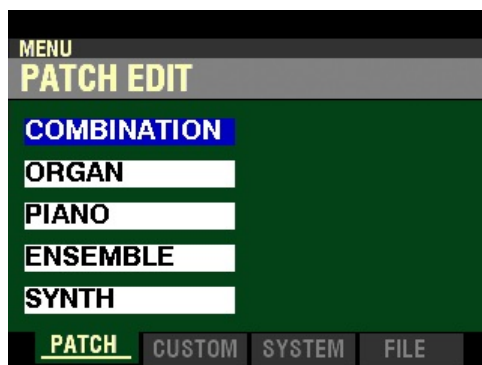 MENU
PATCH EDIT
COMBINATION
ORGAN
PIANO
ENSEMBLE
SYNTH
PATCH CUSTOM SYSTEM FILE